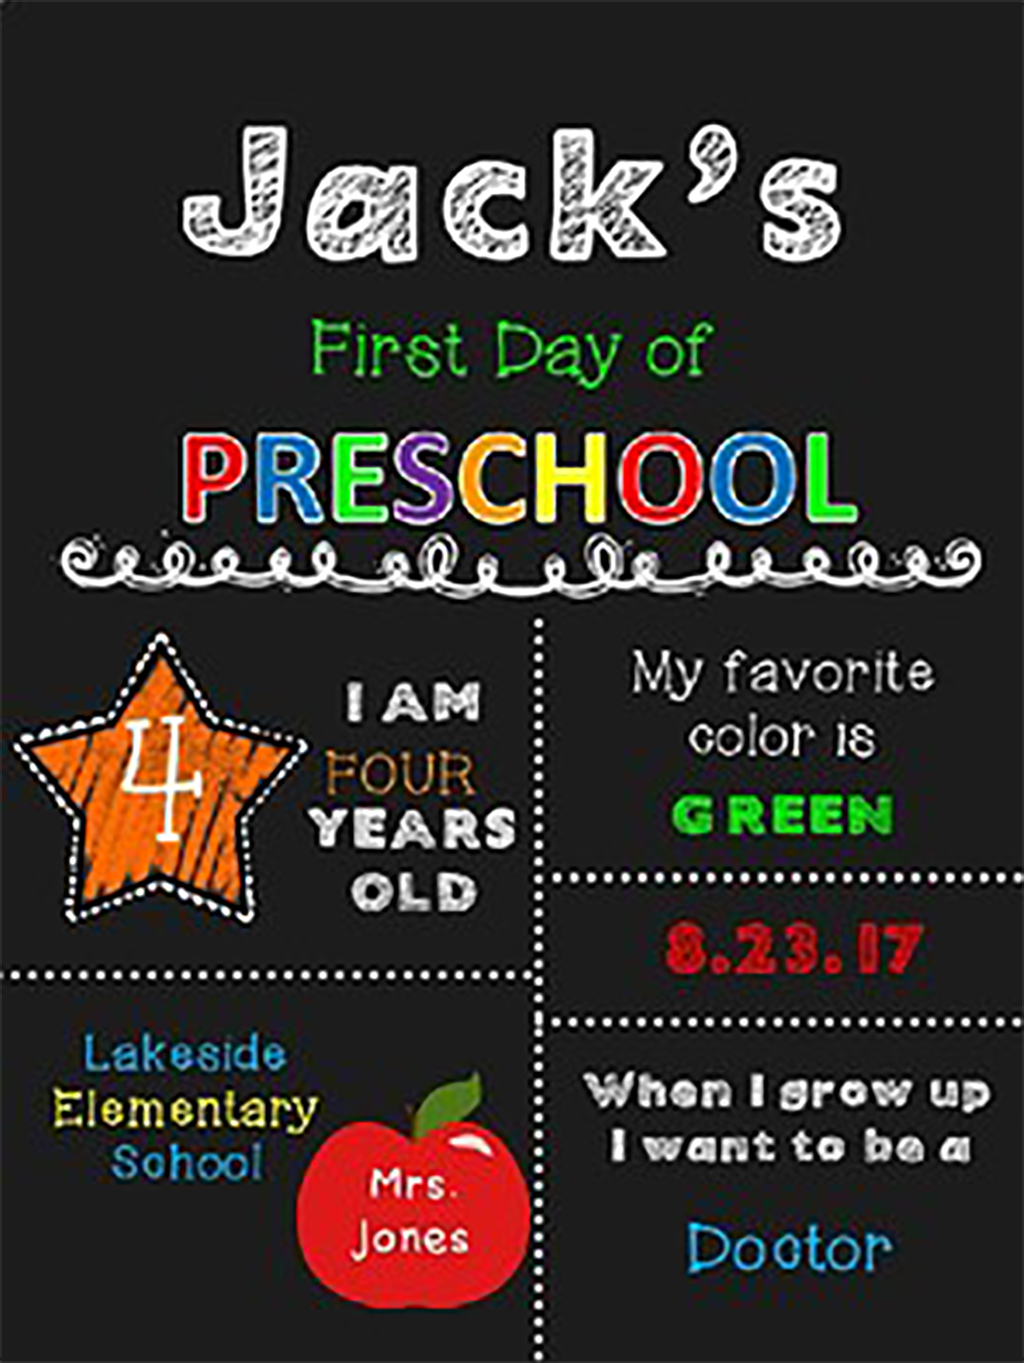 Jack's
First Day of
PRESCHOOL
4
I AM
FOUR
YEARS
OLD
My favorite
color is
GREEN
8.23.17
Lakeside
Elementary
School
Mrs.
Jones
When I grow up
I want to be a
Doctor